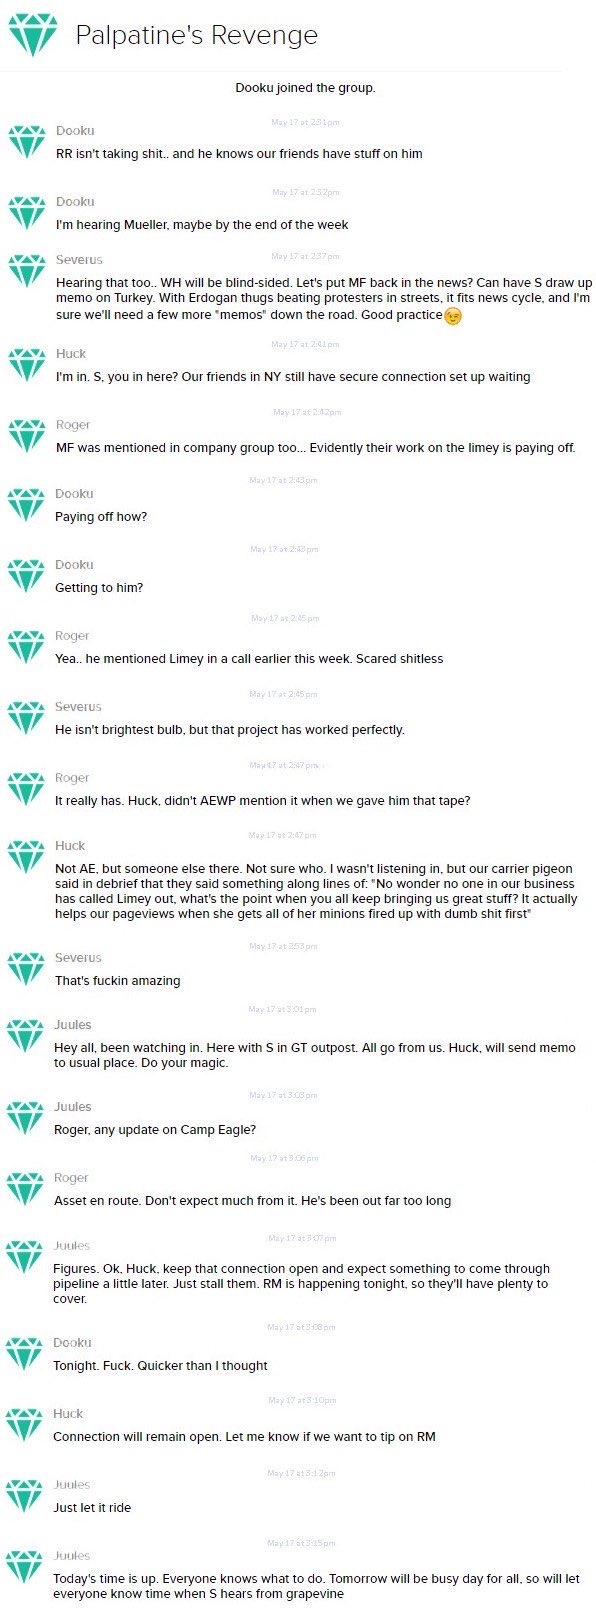 Palpatine's Revenge
Dooku joined the group.
May 17 at 2:31pm
Dooku
RR isn't taking shit.. and he knows our friends have stuff on him
May 17 at 2:32pm
Dooku
I'm hearing Mueller, maybe by the end of the week
May 17 at 2:37pm
Severus
Hearing that too.. WH will be blind-sided. Let's put MF back in the news? Can have S draw up
memo on Turkey. With Erdogan thugs beating protesters in streets, it fits news cycle, and I'm
sure we'll need a few more "memos" down the road. Good practice😉
May 17 at 2:41pm
Huck
I'm in. S, you in here? Our friends in NY still have secure connection set up waiting
May 17 at 2:42pm
Roger
MF was mentioned in company group too... Evidently their work on the limey is paying off.
May 17 at 2:43pm
Dooku
Paying off how?
May 17 at 2:43pm
Dooku
Getting to him?
May 17 at 2:45pm
Roger
Yea.. he mentioned Limey in a call earlier this week. Scared shitless
May 17 at 2:45pm
Severus
He isn't brightest bulb, but that project has worked perfectly.
May 17 at 2:47pm
Roger
It really has. Huck, didn't AEWP mention it when we gave him that tape?
May 17 at 2:47pm
Huck
Not AE, but someone else there. Not sure who. I wasn't listening in, but our carrier pigeon
said in debrief that they said something along lines of: "No wonder no one in our business
has called Limey out, what's the point when you all keep bringing us great stuff? It actually
helps our pageviews when she gets all of her minions fired up with dumb shit first"
May 17 at 2:53pm
Severus
That's fuckin amazing
May 17 at 3:01pm
Juules
Hey all, been watching in. Here with S in GT outpost. All go from us. Huck, will send memo
to usual place. Do your magic.
May 17 at 3:03pm
Juules
Roger, any update on Camp Eagle?
May 17 at 3:06pm
Roger
Asset en route. Don't expect much from it. He's been out far too long
May 17 at 3:07pm
Juules
Figures. Ok, Huck, keep that connection open and expect something to come through
pipeline a little later. Just stall them. RM is happening tonight, so they'll have plenty to
cover.
May 17 at 3:08pm
Dooku
Tonight. Fuck. Quicker than I thought
May 17 at 3:10pm
Huck
Connection will remain open. Let me know if we want to tip on RM
May 17 at 3:12pm
Juules
Just let it ride
May 17 at 3:15pm
Juules
Today's time is up. Everyone knows what to do. Tomorrow will be busy day for all, so will let
everyone know time when S hears from grapevine